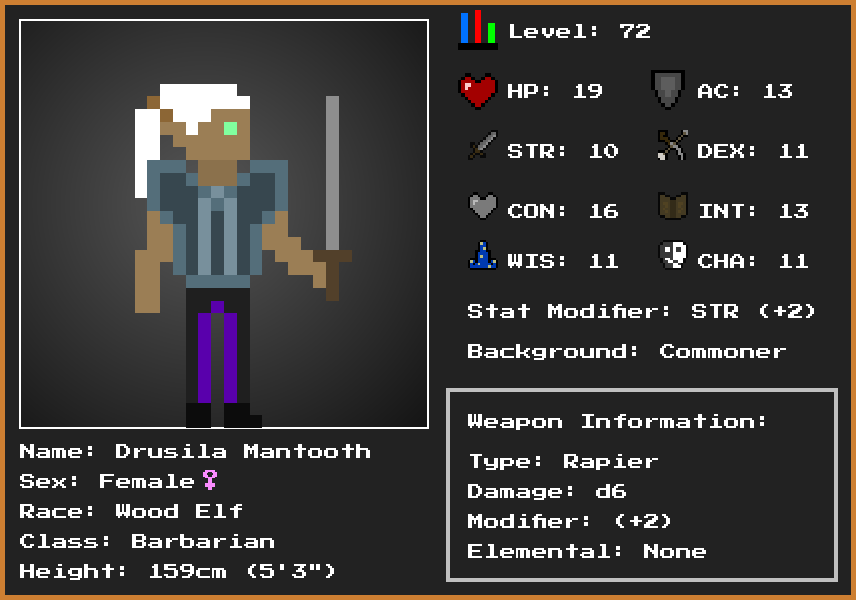 Level: 72
HP: 19
AC: 13
STR: 10
DEX: 11
CON: 16
INT: 13
WIS: 11
CHA: 11
Stat Modifier: STR (+2)
Background: Commoner
Weapon Information:
Type: Rapier
Damage: d6
Modifier: (+2)
Elemental: None
Name: Drusila Mantooth
Sex: Female♀
Race: Wood Elf
Class: Barbarian
Height: 159cm (5'3")